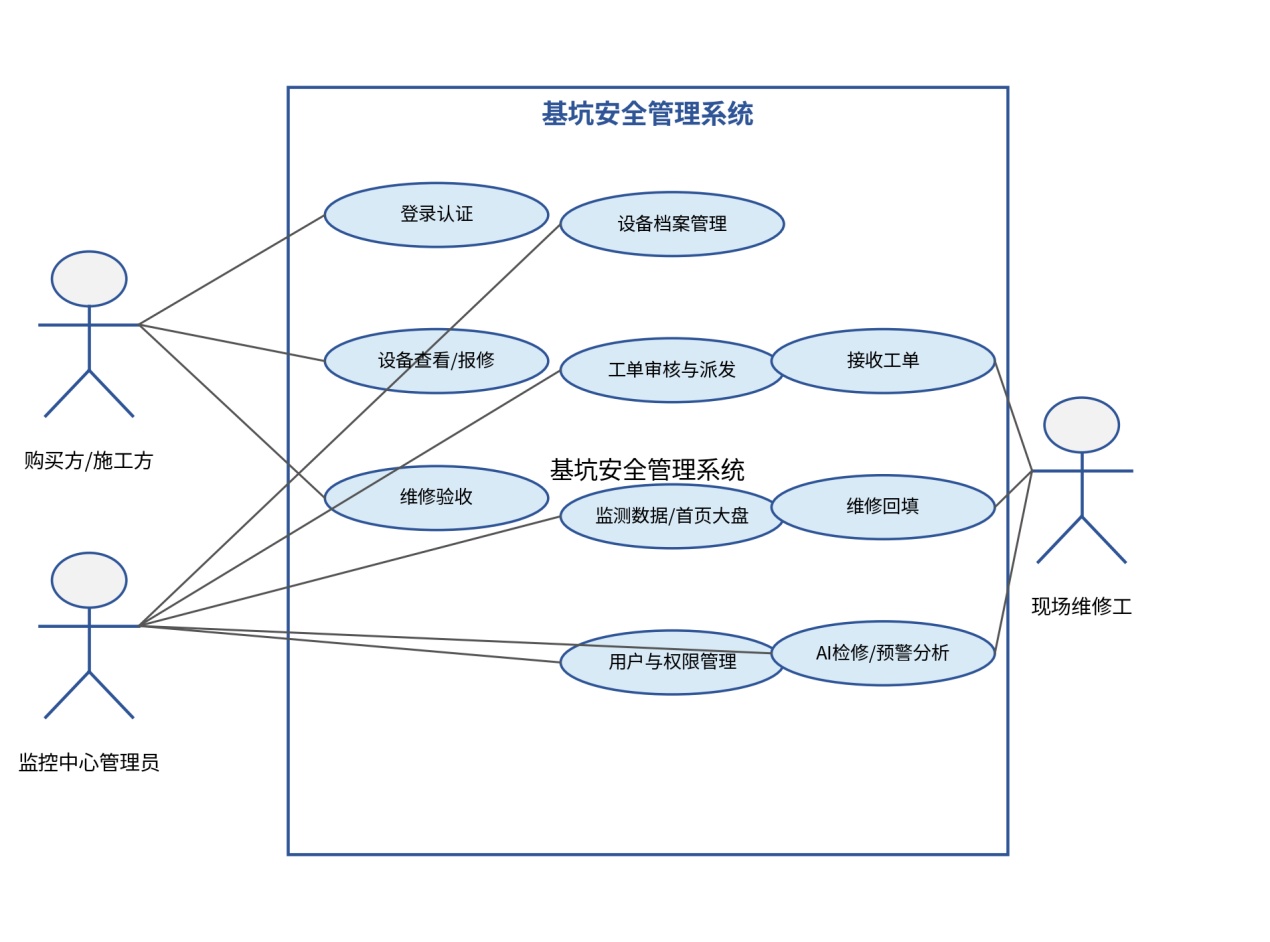 基坑安全管理系统
登录认证
设备档案管理
设备查看/报修
工单审核与派发
接收工单
购买方/施工方
基坑安全管理系统
维修验收
监测数据/首页大盘
维修回填
现场维修工
用户与权限管理
AI检修/预警分析
监控中心管理员